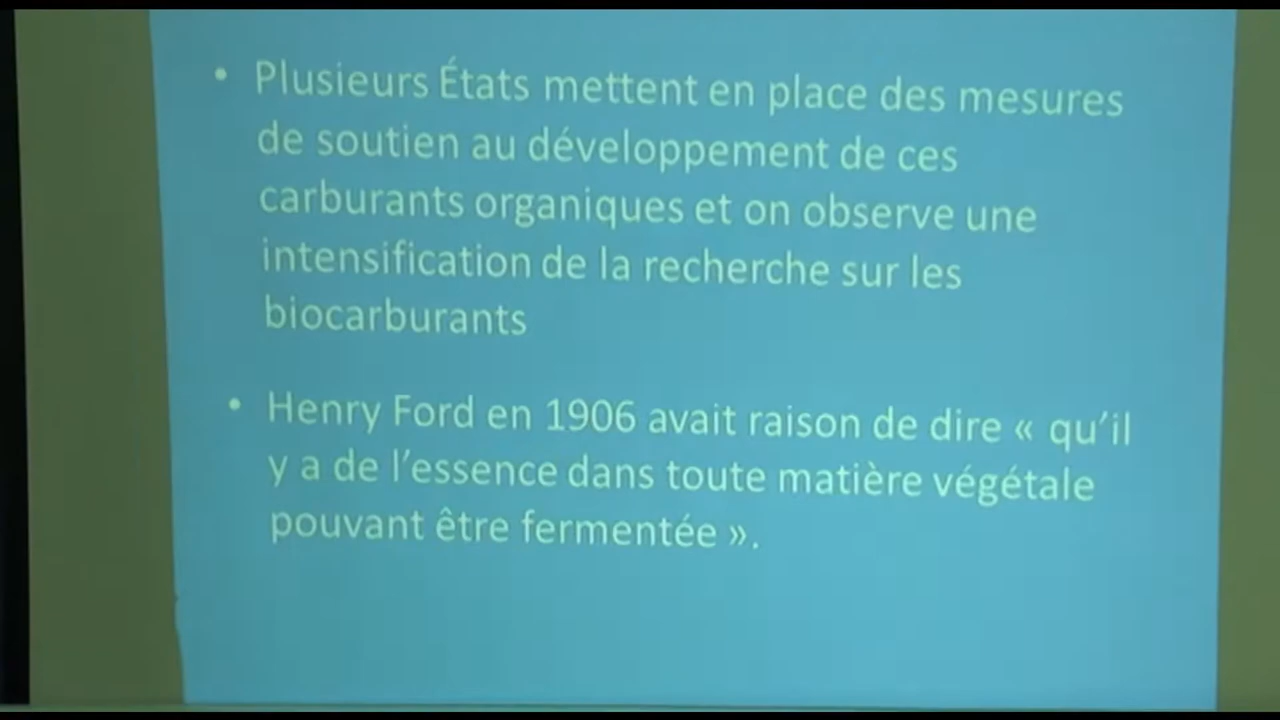 • Plusieurs États mettent en place des mesures
de soutien au développement de ces
carburants organiques et on observe une
intensification de la recherche sur les
biocarburants
• Henry Ford en 1906 avait raison de dire « qu’il
y a de l’essence dans toute matière végétale
pouvant être fermentée ».